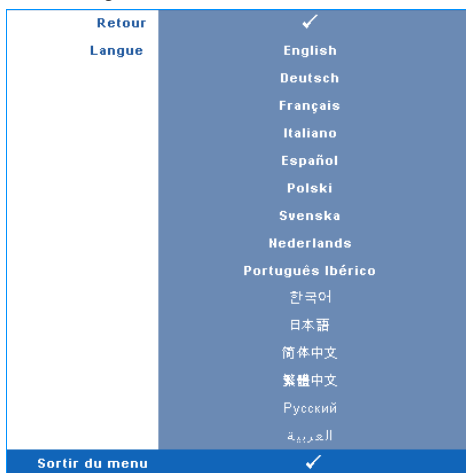 Retour ✓
Langue English
Deutsch
Français
Italiano
Español
Polski
Svenska
Nederlands
Português Ibérico
한국어
日本語
简体中文
繁體中文
Русский
العربية
Sortir du menu ✓